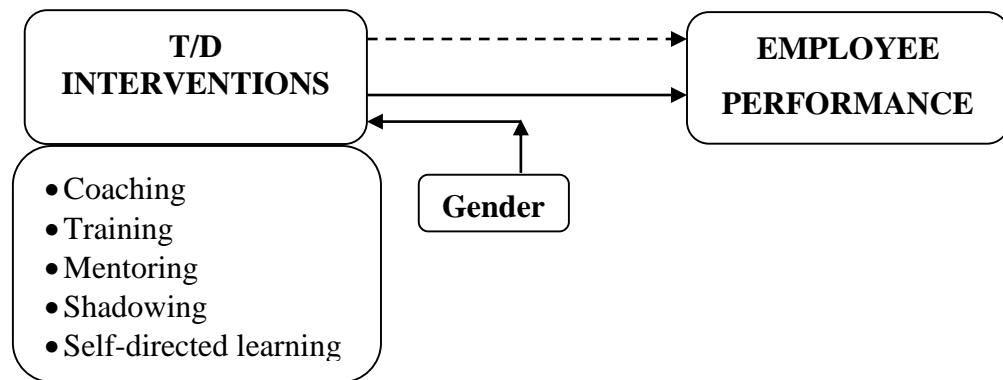 T/D
INTERVENTIONS
EMPLOYEE
PERFORMANCE
Gender
• Coaching
• Training
• Mentoring
• Shadowing
• Self-directed learning